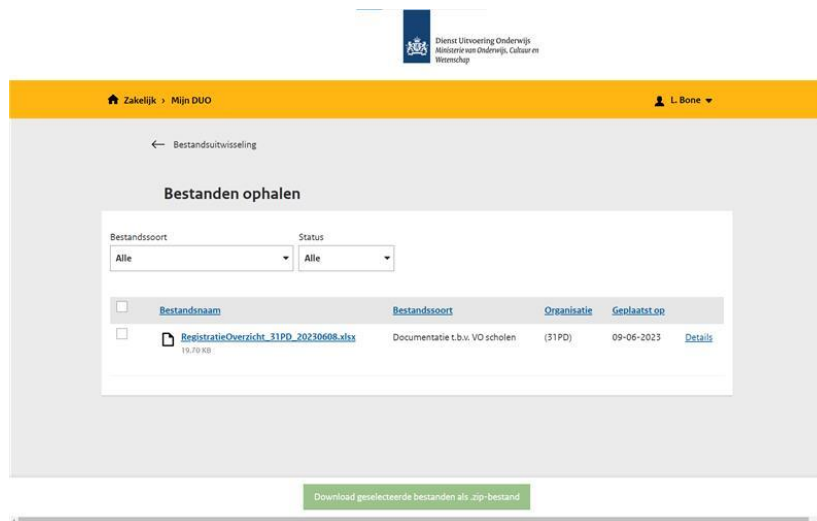 Dienst Uitvoering Onderwijs
Ministerie van Onderwijs, Cultuur en
Wetenschap
Zakelijk > Mijn DUO
L. Bone
← Bestandsuitwisseling
Bestanden ophalen
Bestandssoort Status
Alle Alle
Bestandsnaam Bestandssoort Organisatie Geplaatst op
RegistratieOverzicht_31PD_20230608.xlsx Documentatie t.b.v. VO scholen (31PD) 09-06-2023 Details
19.70 KB
Download geselecteerde bestanden als .zip-bestand